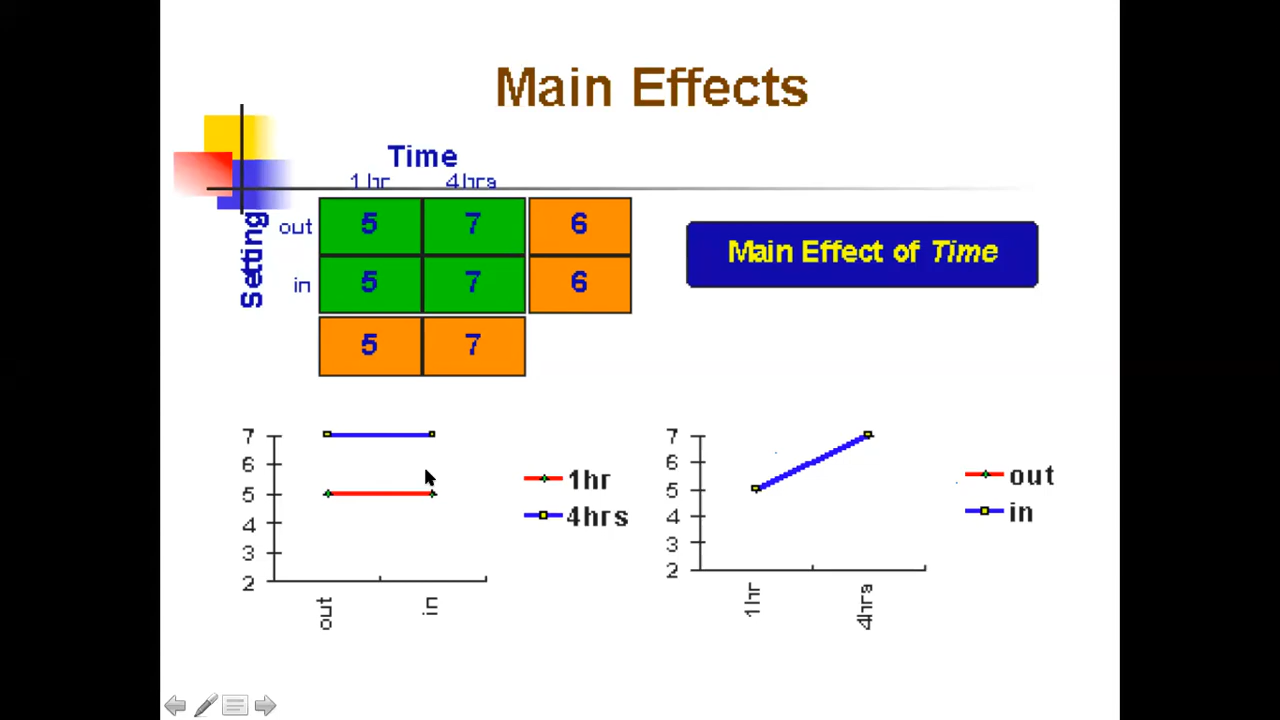 Main Effects
Time
1hr 4hrs
Setting
out 5 7 6
in 5 7 6
5 7
Main Effect of Time
7
6
5
4
3
2
out in
1hr
4hrs
7
6
5
4
3
2
1hr 4hrs
out
in